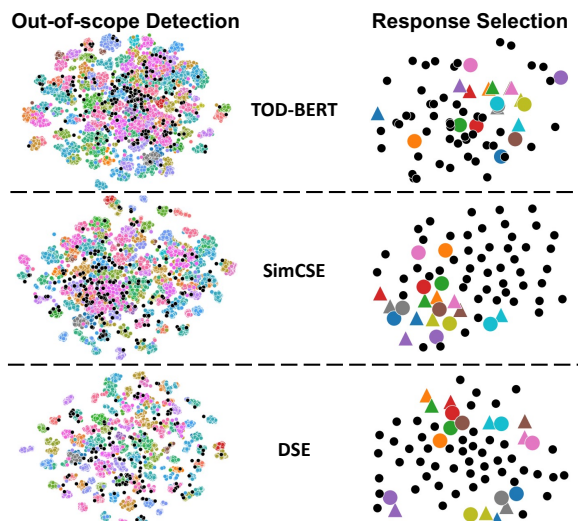 Out-of-scope Detection
Response Selection
TOD-BERT
SimCSE
DSE